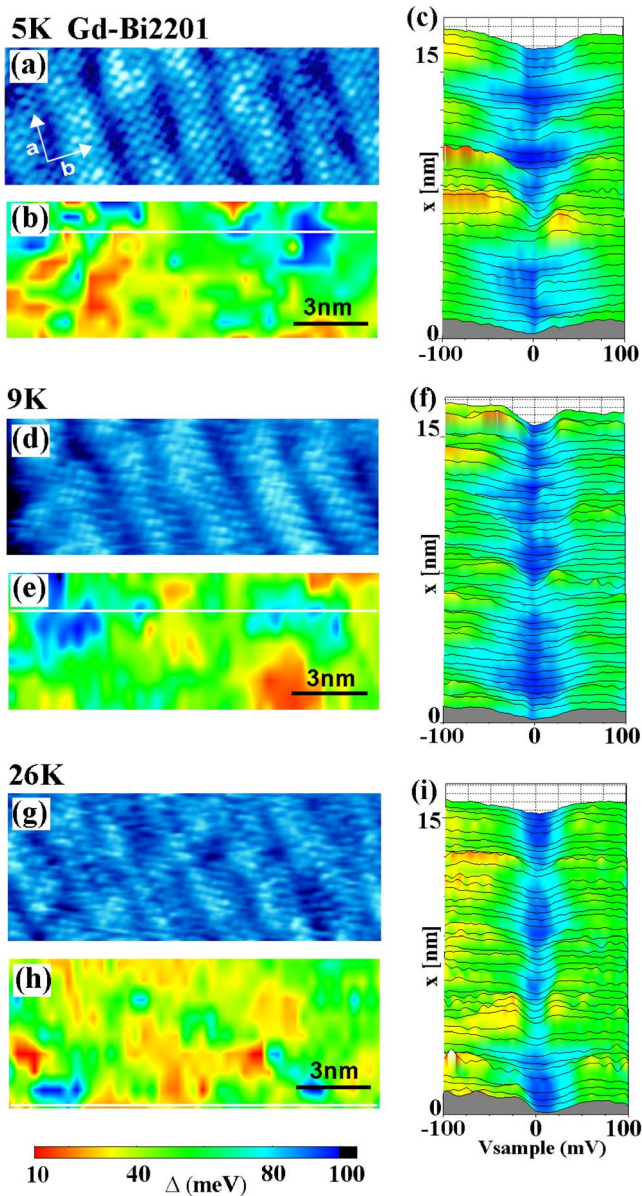 5K Gd-Bi2201
(a)
a
b
(b)
3nm
(c)
x [nm]
15
0
-100 0 100
9K
(d)
(e)
3nm
(f)
x [nm]
15
0
-100 0 100
26K
(g)
(h)
3nm
(i)
x [nm]
15
0
-100 0 100
Vsample (mV)
10 40 80 100
Δ (meV)